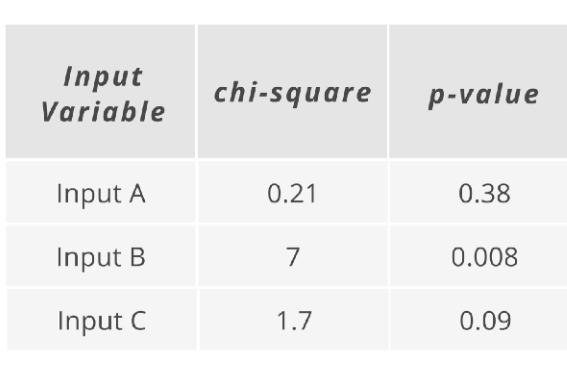 Input Variable chi-square p-value
Input A 0.21 0.38
Input B 7 0.008
Input C 1.7 0.09